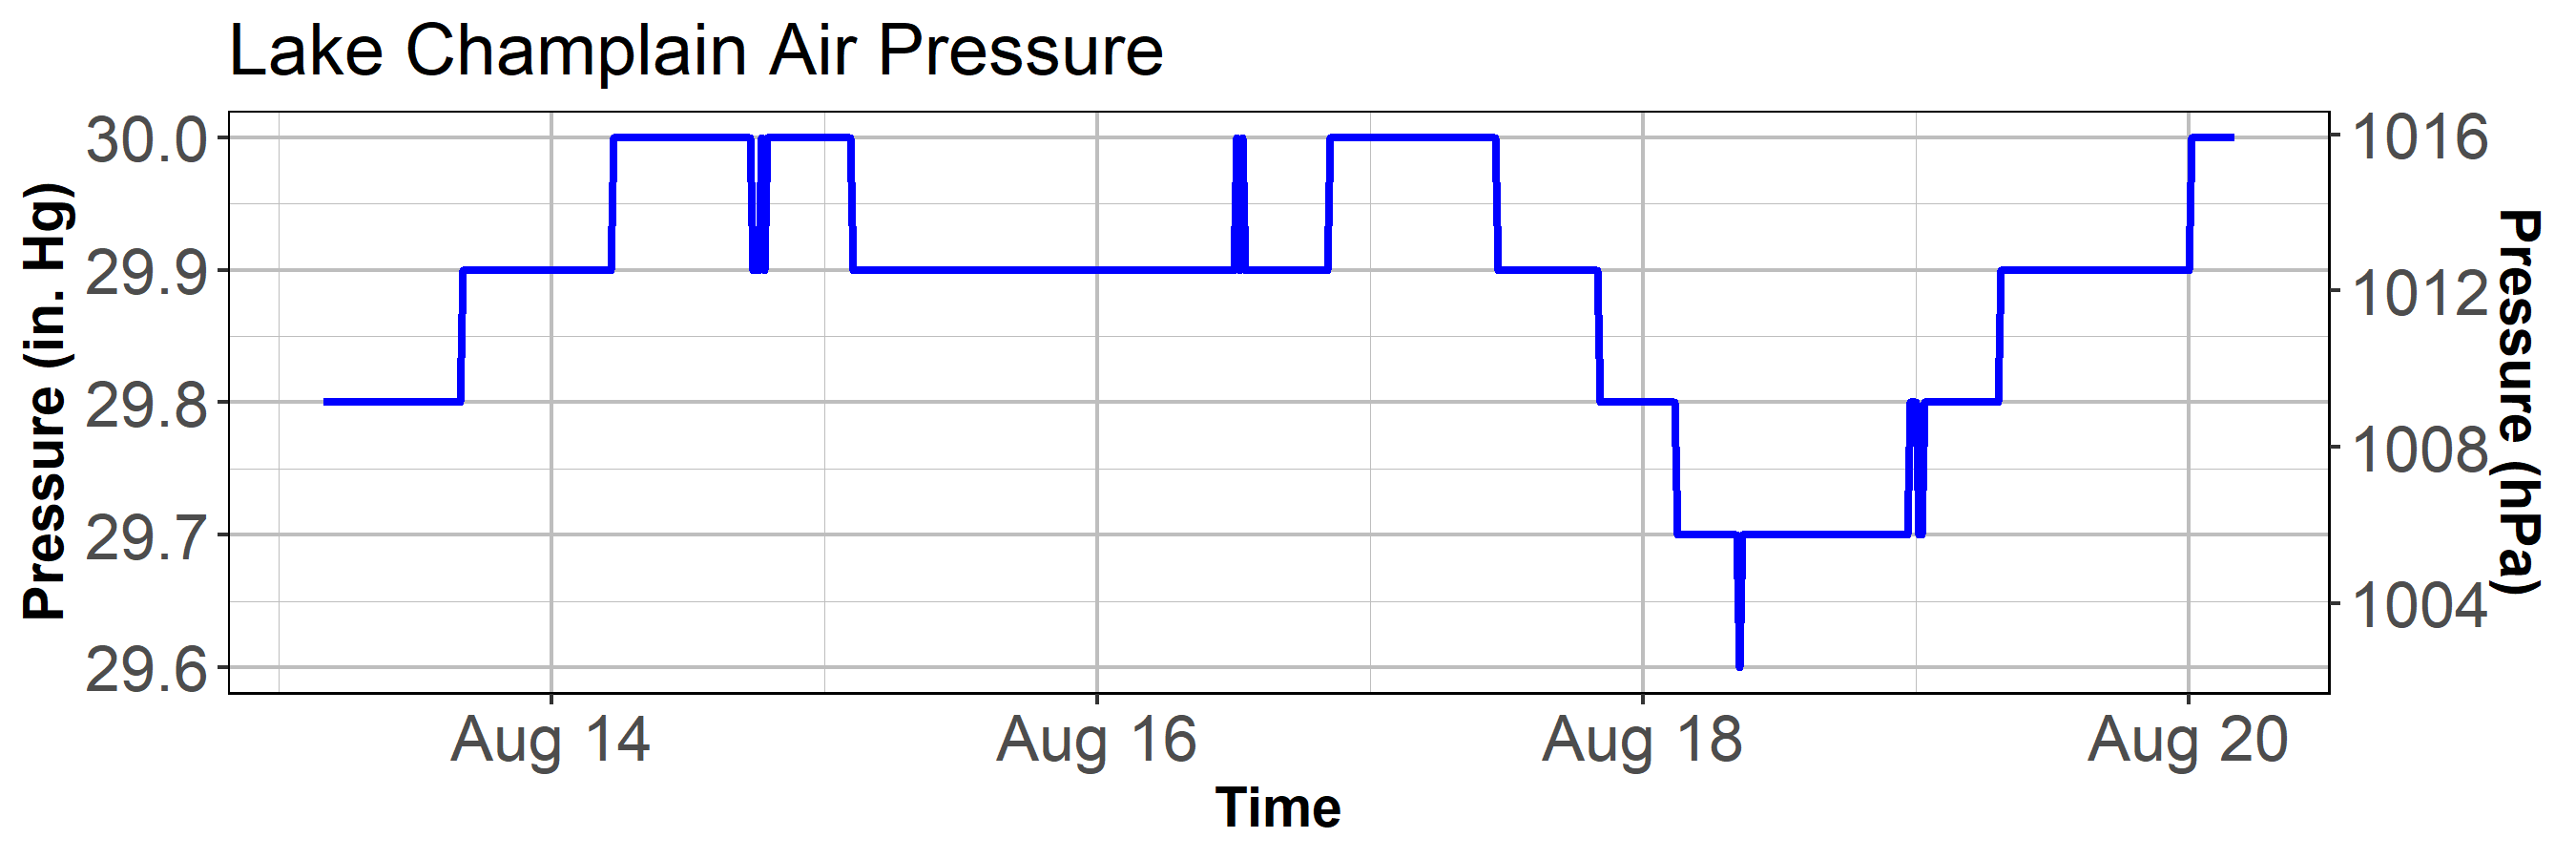 Lake Champlain Air Pressure
Pressure (in. Hg)
30.0
29.9
29.8
29.7
29.6
1016
1012
1008
1004
Pressure (hPa)
Aug 14 Aug 16 Aug 18 Aug 20
Time